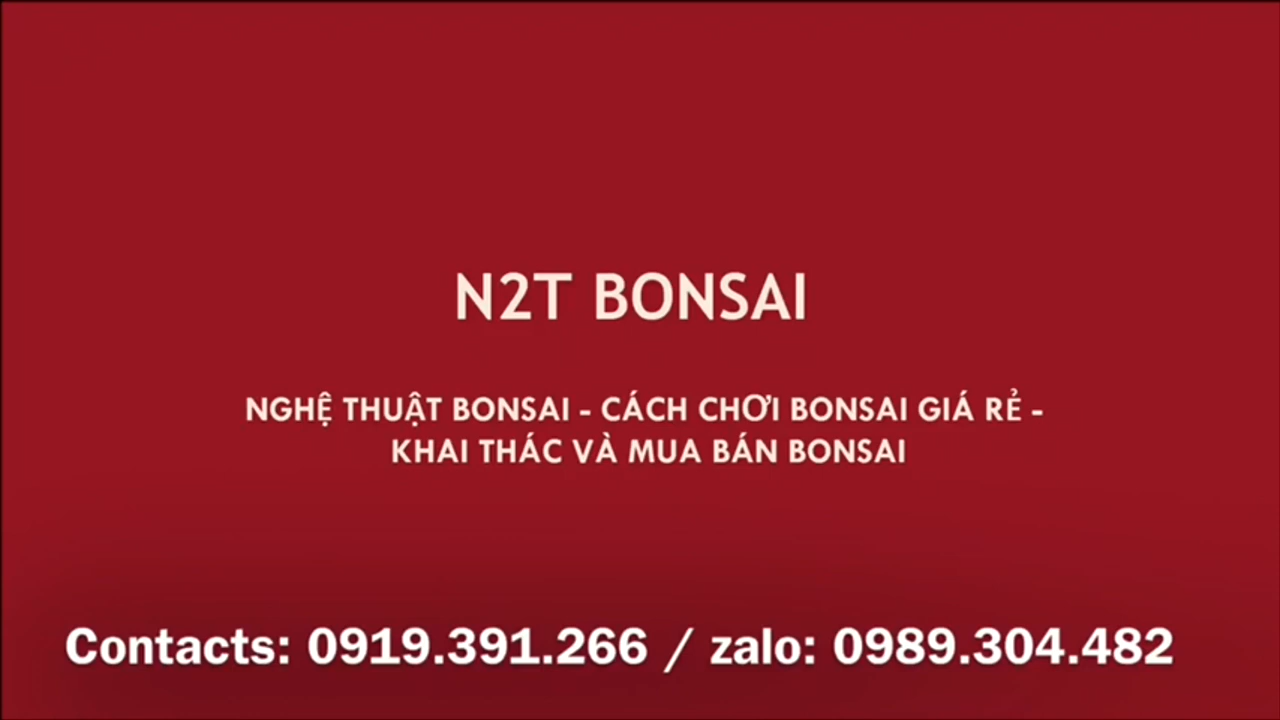 N2T BONSAI
NGHỆ THUẬT BONSAI - CÁCH CHƠI BONSAI GIÁ RẺ -
KHAI THÁC VÀ MUA BÁN BONSAI
Contacts: 0919.391.266 / zalo: 0989.304.482